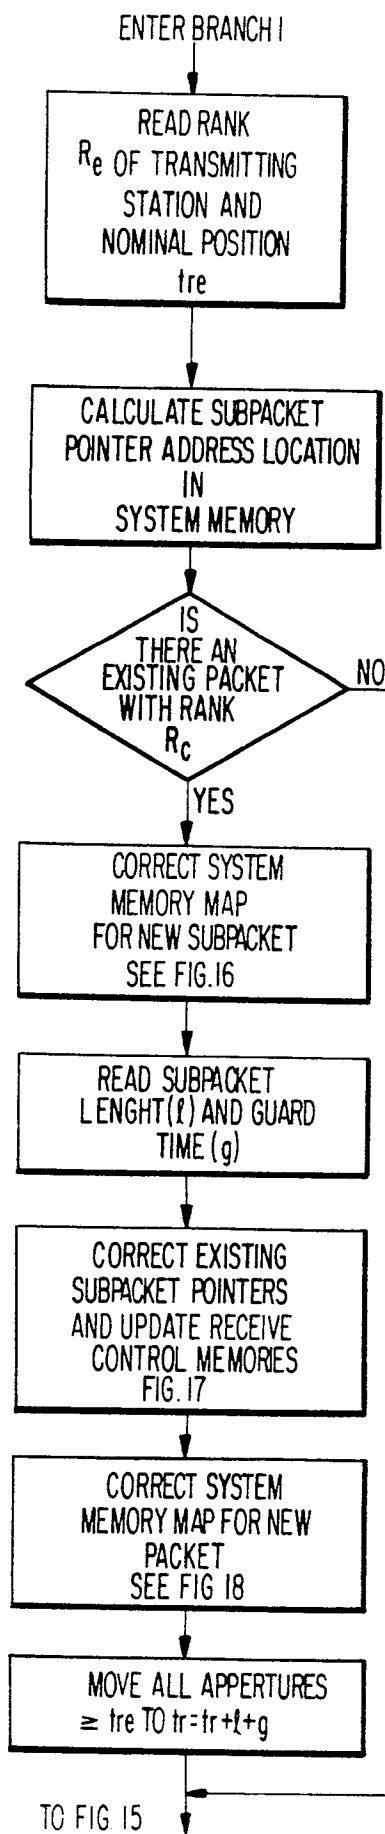 ENTER BRANCH 1
READ RANK
Re OF TRANSMITTING
STATION AND
NOMINAL POSITION
tre
CALCULATE SUBPACKET
POINTER ADDRESS LOCATION
IN
SYSTEM MEMORY
IS
THERE AN
EXISTING PACKET
WITH RANK
Rc
NO
YES
CORRECT SYSTEM
MEMORY MAP
FOR NEW SUBPACKET
SEE FIG.16
READ SUBPACKET
LENGHT(ℓ) AND GUARD
TIME (g)
CORRECT EXISTING
SUBPACKET POINTERS
AND UPDATE RECEIVE
CONTROL MEMORIES
FIG. 17
CORRECT SYSTEM
MEMORY MAP FOR NEW
PACKET
SEE FIG 18
MOVE ALL APPERTURES
≥ tre TO tr=tr+ℓ+g
TO FIG. 15